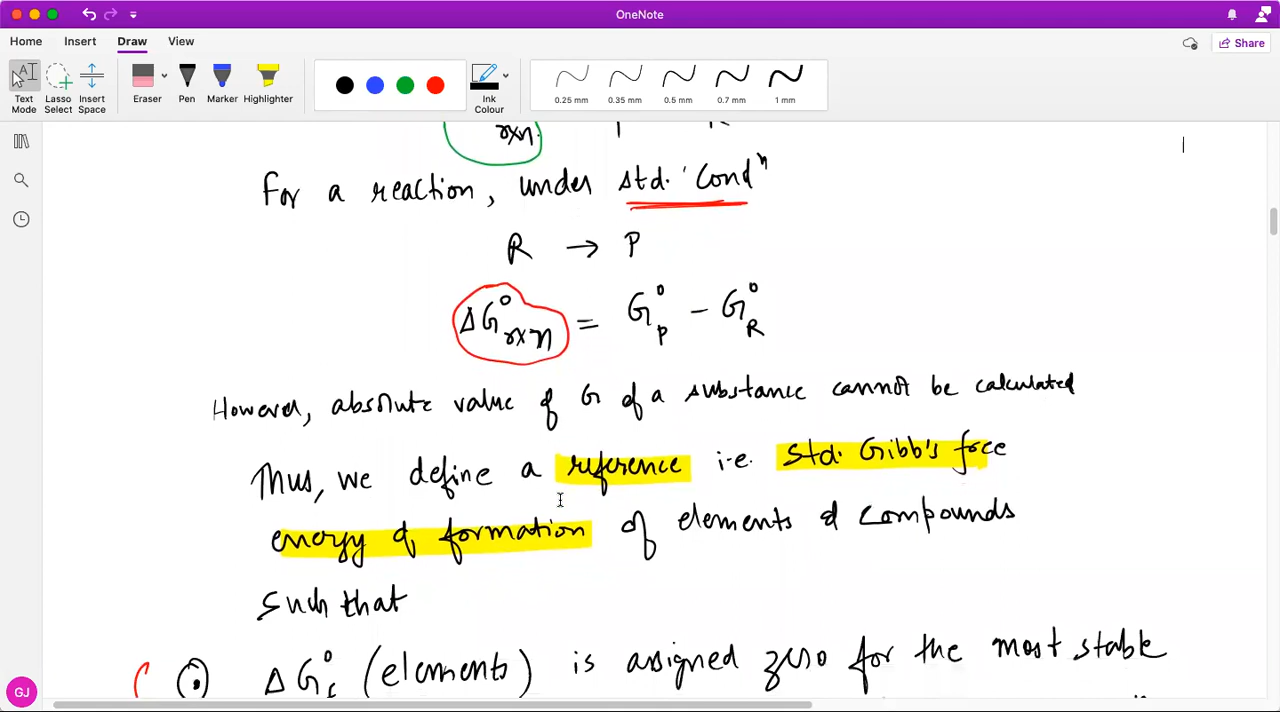 OneNote
Home Insert Draw View
Share
Text Mode
Lasso Select
Insert Space
Eraser
Pen
Marker
Highlighter
Ink Colour
0.25 mm
0.35 mm
0.5 mm
0.7 mm
1 mm
rxn. P R
For a reaction, under std. Condⁿ
R → P
ΔG°rxn = G°P − G°R
However, absolute value of G of a substance cannot be calculated
Thus, we define a reference i.e. Std. Gibb's free
energy of formation of elements & compounds
Such that
ΔG°f (elements) is assigned zero for the most stable
GJ